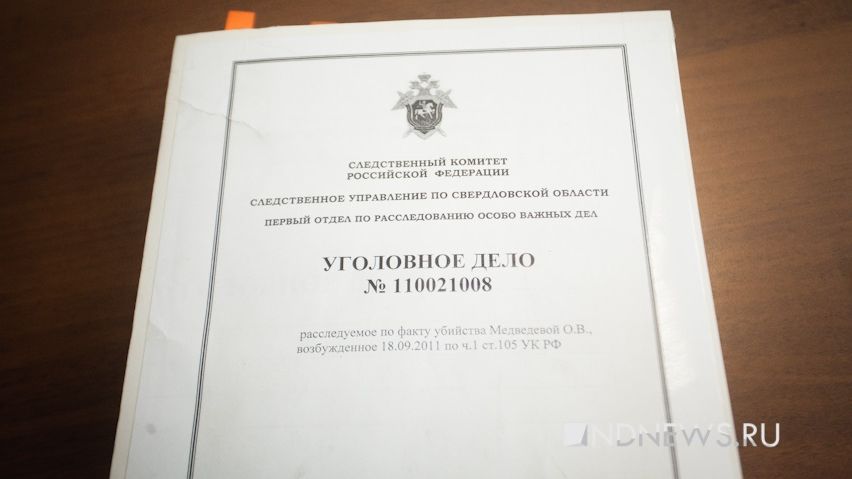 СЛЕДСТВЕННЫЙ КОМИТЕТ
РОССИЙСКОЙ ФЕДЕРАЦИИ
СЛЕДСТВЕННОЕ УПРАВЛЕНИЕ ПО СВЕРДЛОВСКОЙ ОБЛАСТИ
ПЕРВЫЙ ОТДЕЛ ПО РАССЛЕДОВАНИЮ ОСОБО ВАЖНЫХ ДЕЛ
УГОЛОВНОЕ ДЕЛО
№ 110021008
расследуемое по факту убийства Медведевой О.В.,
возбужденное 18.09.2011 по ч.1 ст.105 УК РФ
NDNEWS.RU